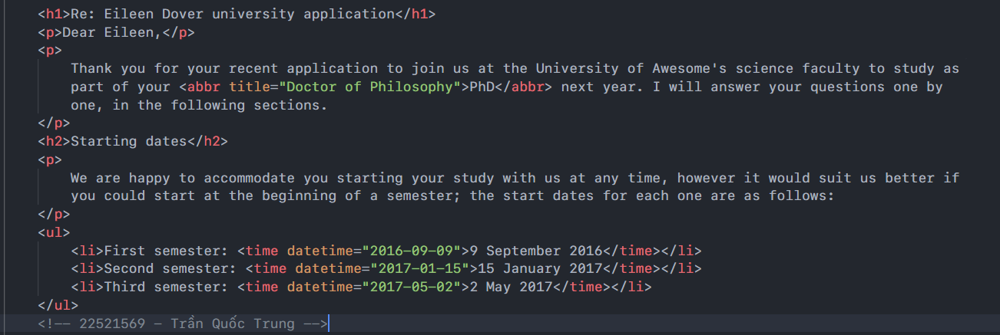 <h1>Re: Eileen Dover university application</h1>
<p>Dear Eileen,</p>
<p>
Thank you for your recent application to join us at the University of Awesome's science faculty to study as
part of your <abbr title="Doctor of Philosophy">PhD</abbr> next year. I will answer your questions one by
one, in the following sections.
</p>
<h2>Starting dates</h2>
<p>
We are happy to accommodate you starting your study with us at any time, however it would suit us better if
you could start at the beginning of a semester; the start dates for each one are as follows:
</p>
<ul>
<li>First semester: <time datetime="2016-09-09">9 September 2016</time></li>
<li>Second semester: <time datetime="2017-01-15">15 January 2017</time></li>
<li>Third semester: <time datetime="2017-05-02">2 May 2017</time></li>
</ul>
<!-- 22521569 - Trần Quốc Trung -->